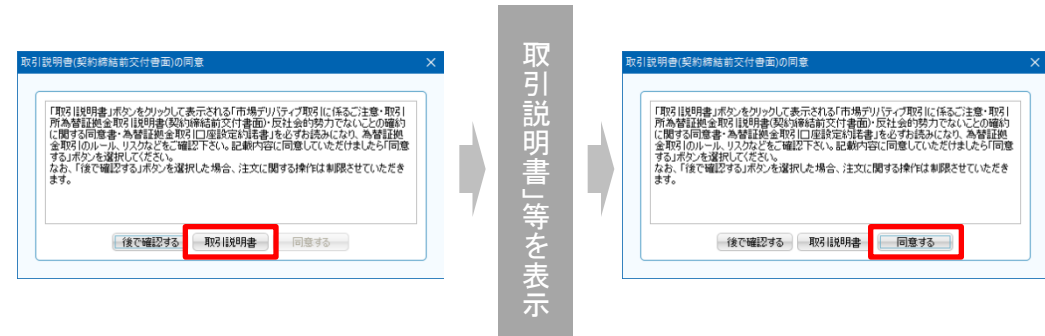 取引説明書(契約締結前交付書面)の同意
「取引説明書」ボタンをクリックして表示される「市場デリバティブ取引に係るご注意・取引
所為替証拠金取引説明書(契約締結前交付書面)・反社会的勢力でないことの確約
に関する同意書・為替証拠金取引口座設定約諾書」を必ずお読みになり、為替証拠
金取引のルール、リスクなどをご確認下さい。記載内容に同意していただけましたら「同意
する」ボタンを選択してください。
なお、「後で確認する」ボタンを選択した場合、注文に関する操作は制限させていただき
ます。
後で確認する 取引説明書 同意する
取引説明書」等を表示
取引説明書(契約締結前交付書面)の同意
「取引説明書」ボタンをクリックして表示される「市場デリバティブ取引に係るご注意・取引
所為替証拠金取引説明書(契約締結前交付書面)・反社会的勢力でないことの確約
に関する同意書・為替証拠金取引口座設定約諾書」を必ずお読みになり、為替証拠
金取引のルール、リスクなどをご確認下さい。記載内容に同意していただけましたら「同意
する」ボタンを選択してください。
なお、「後で確認する」ボタンを選択した場合、注文に関する操作は制限させていただき
ます。
後で確認する 取引説明書 同意する